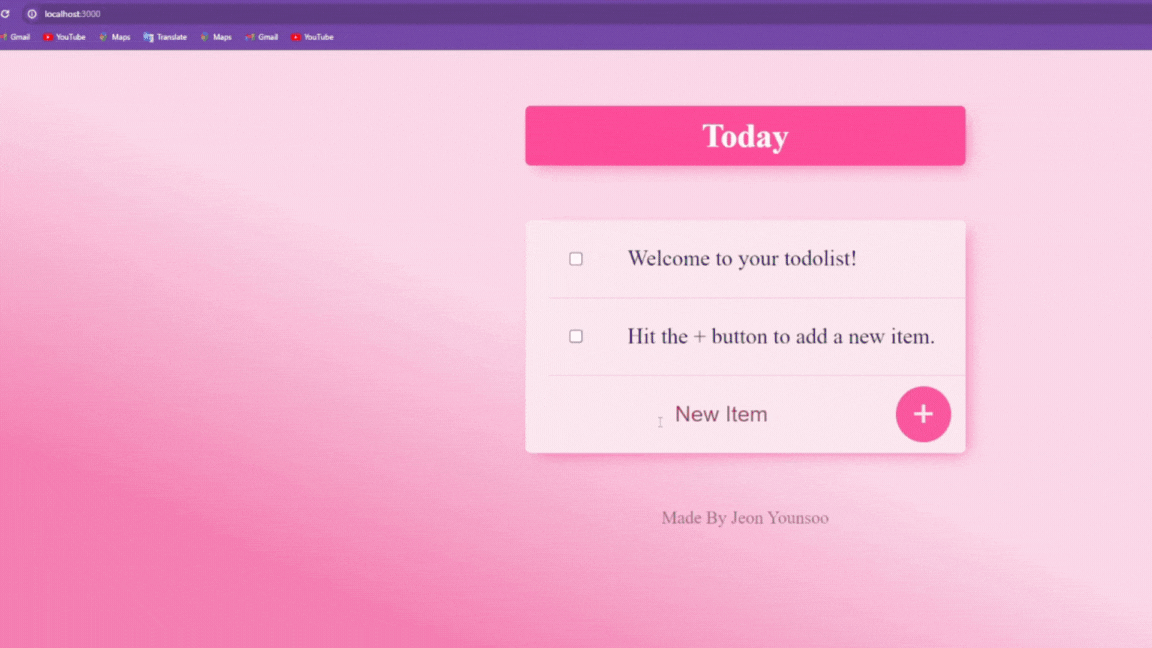 localhost:3000
Gmail YouTube Maps Translate Maps Gmail YouTube
Today
Welcome to your todolist!
Hit the + button to add a new item.
New Item +
Made By Jeon Younsoo